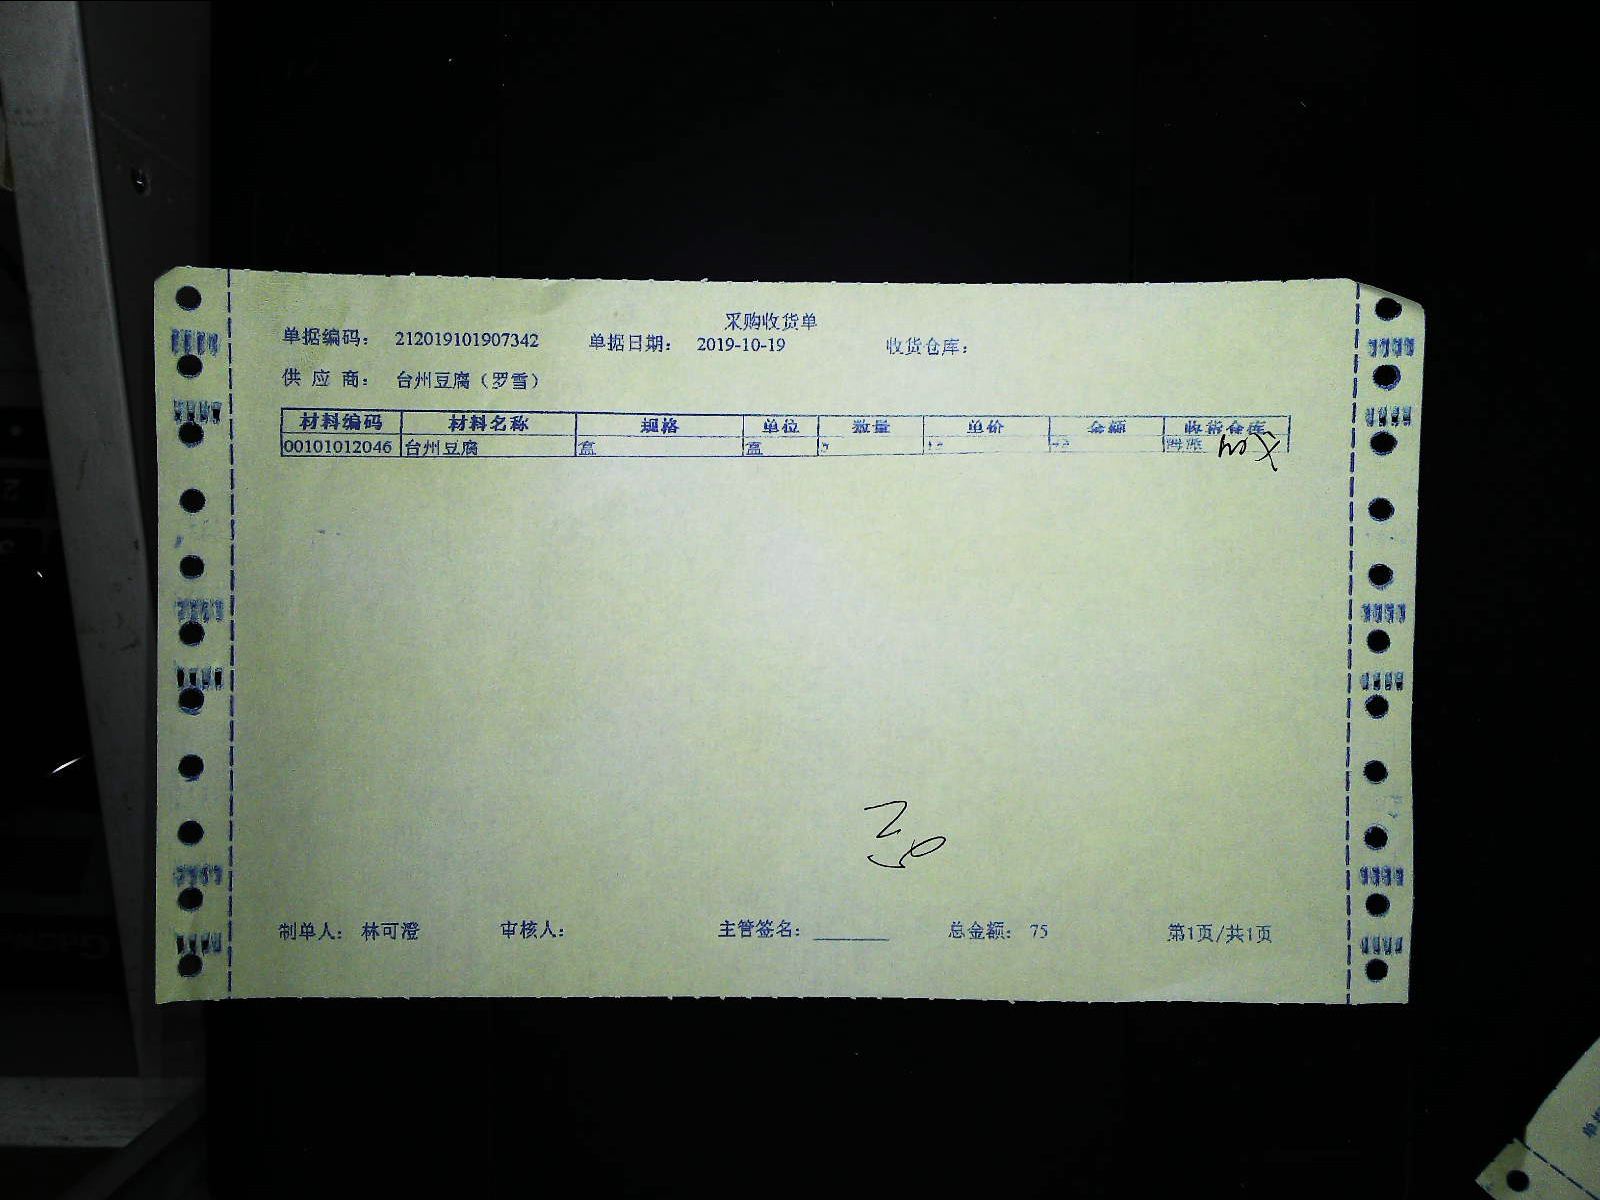 采购收货单
单据编码： 212019101907342 单据日期： 2019-10-19 收货仓库：
供 应 商： 台州豆腐（罗雪）
材料编码 材料名称 规格 单位 数量 单价 金额 收货仓库
00101012046 台州豆腐 盒 盒
制单人： 林可澄 审核人： 主管签名： 总金额： 75 第1页/共1页